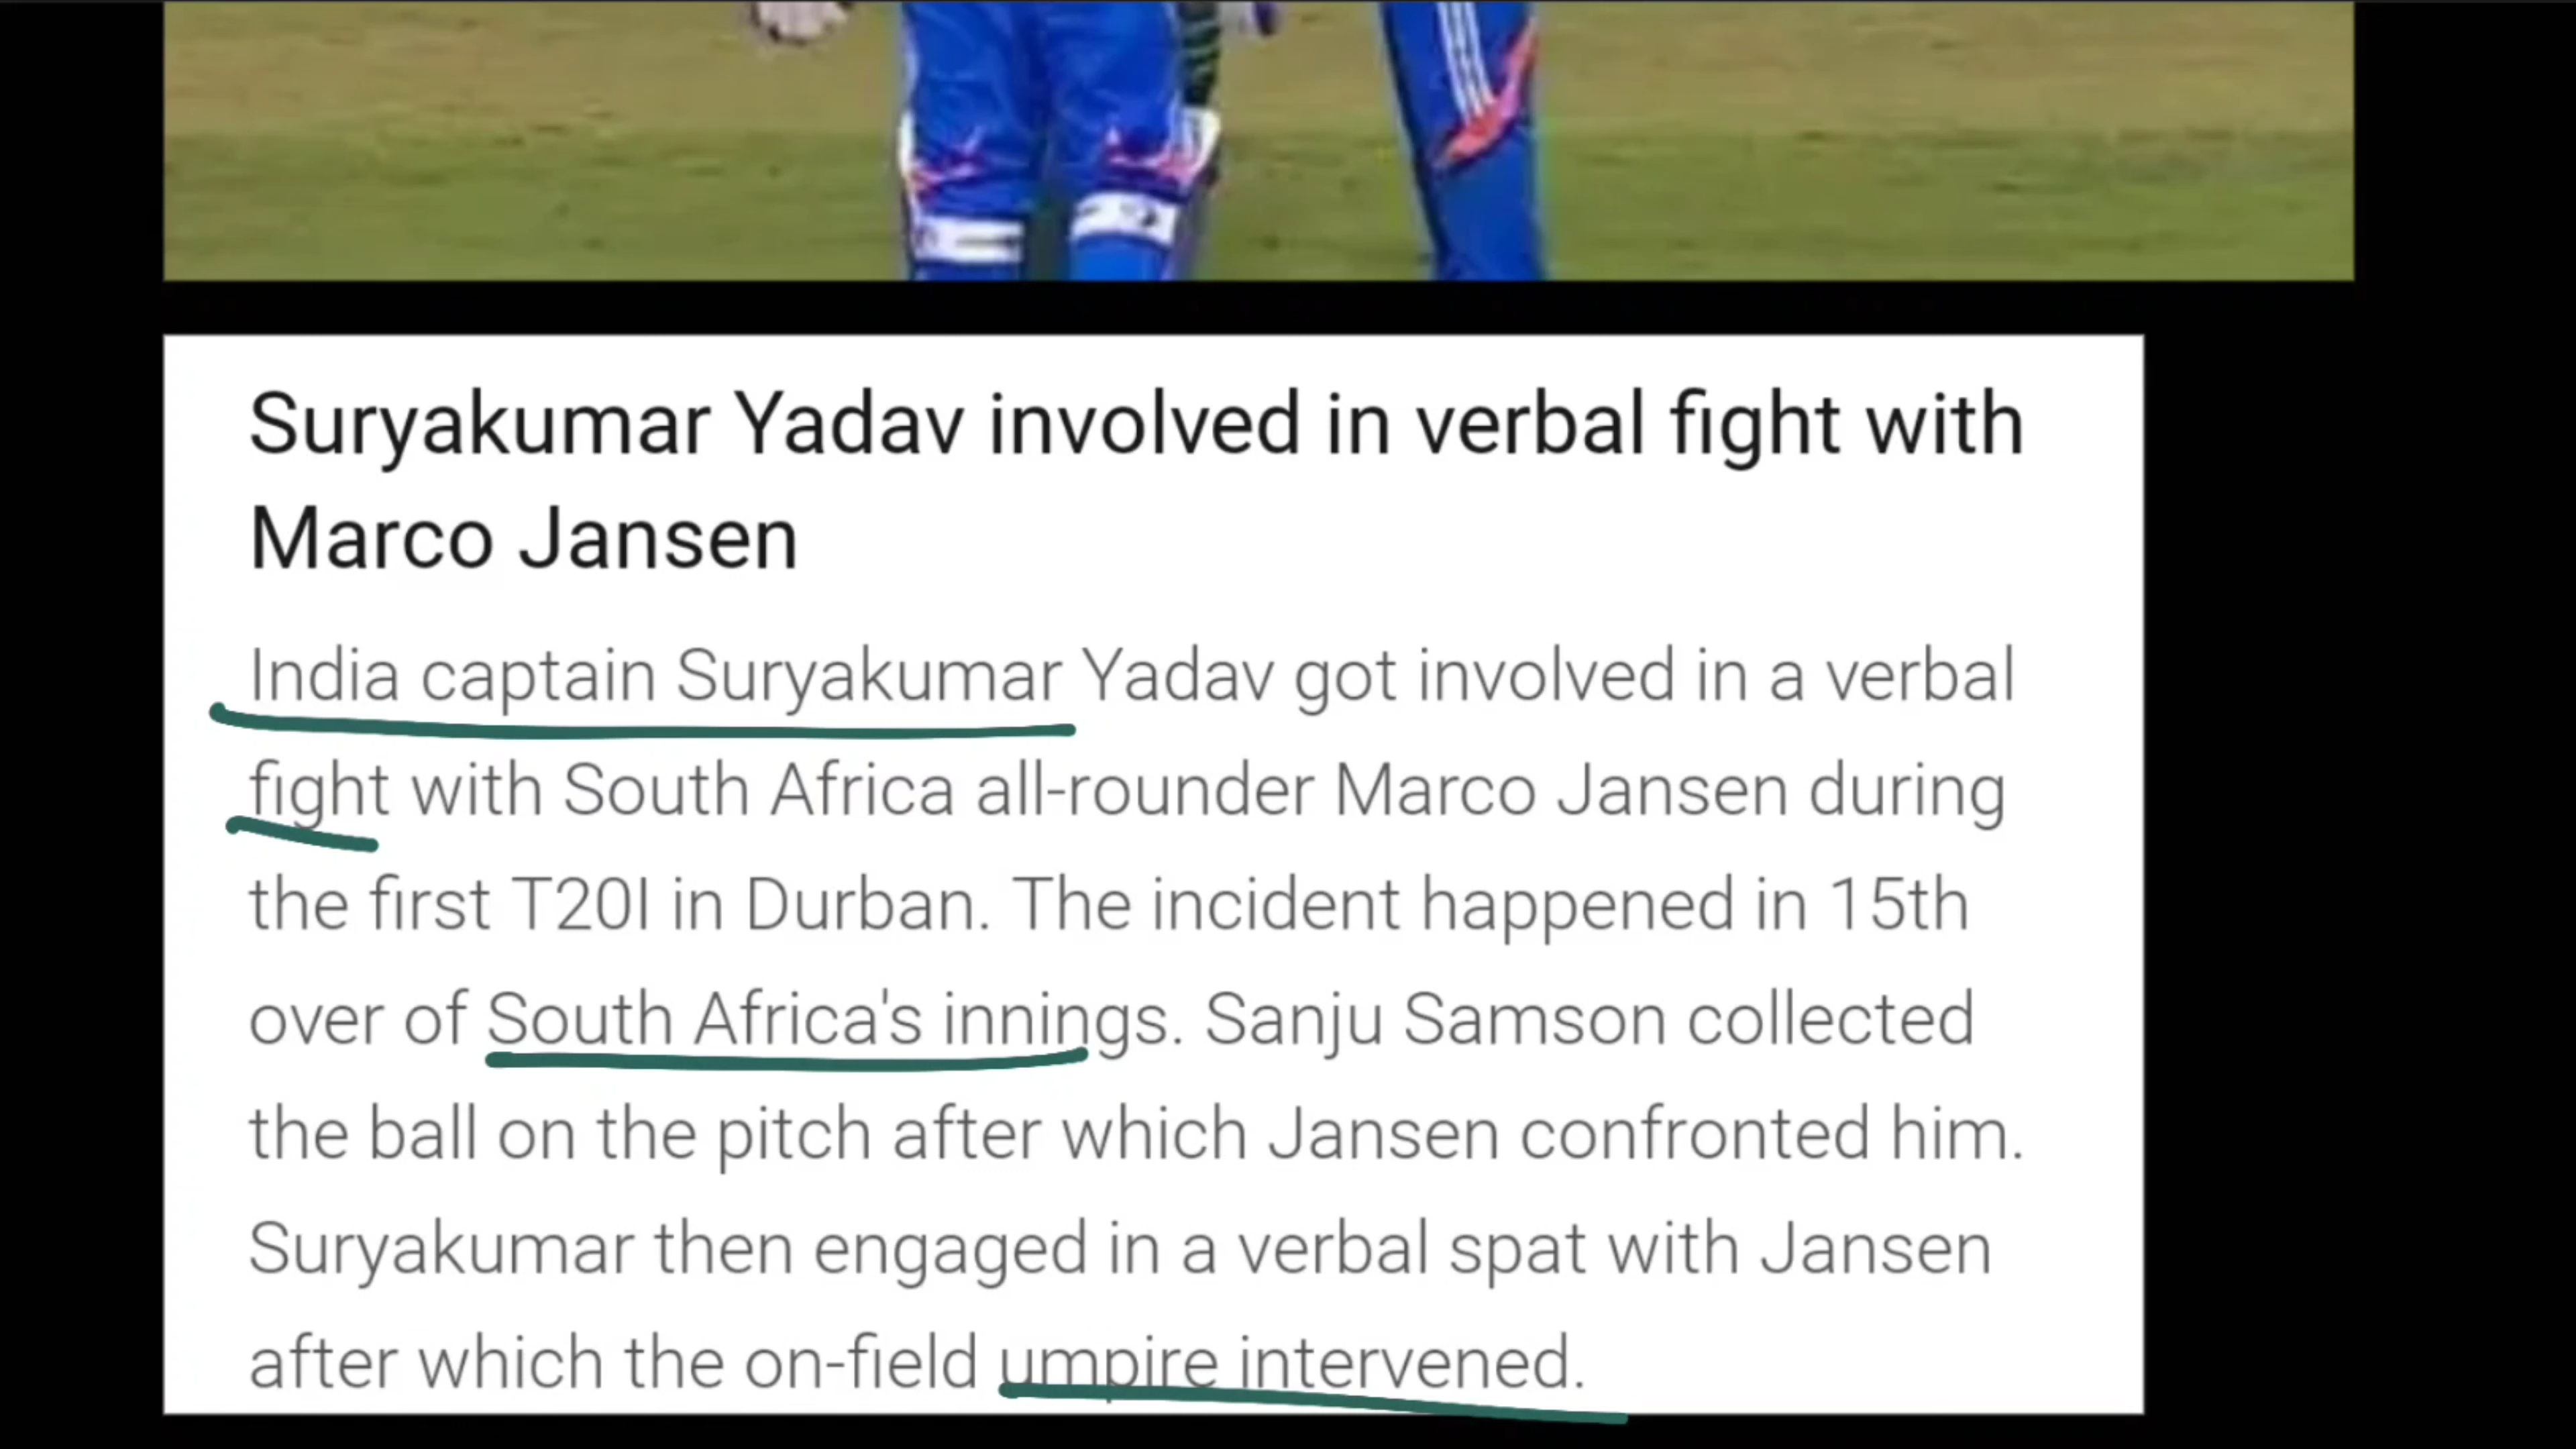 Suryakumar Yadav involved in verbal fight with
Marco Jansen
India captain Suryakumar Yadav got involved in a verbal
fight with South Africa all-rounder Marco Jansen during
the first T20I in Durban. The incident happened in 15th
over of South Africa's innings. Sanju Samson collected
the ball on the pitch after which Jansen confronted him.
Suryakumar then engaged in a verbal spat with Jansen
after which the on-field umpire intervened.